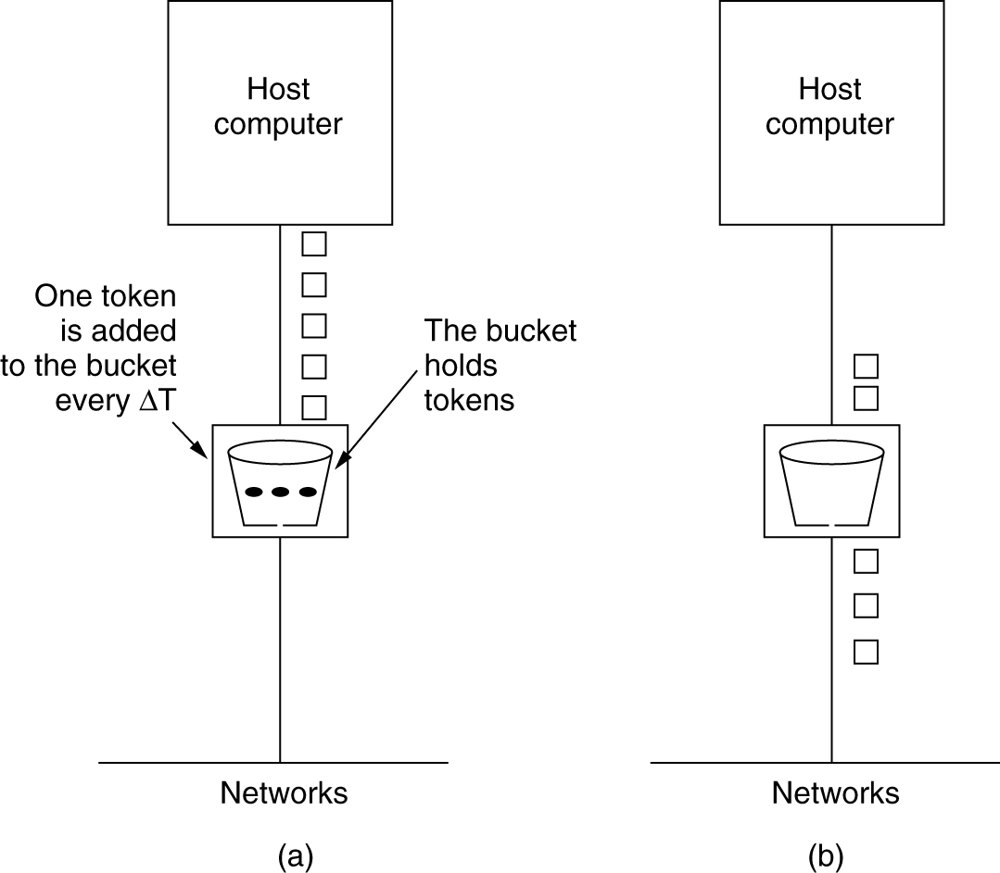 Host
computer
Host
computer
One token
is added
to the bucket
every ΔT
The bucket
holds
tokens
Networks
Networks
(a)
(b)